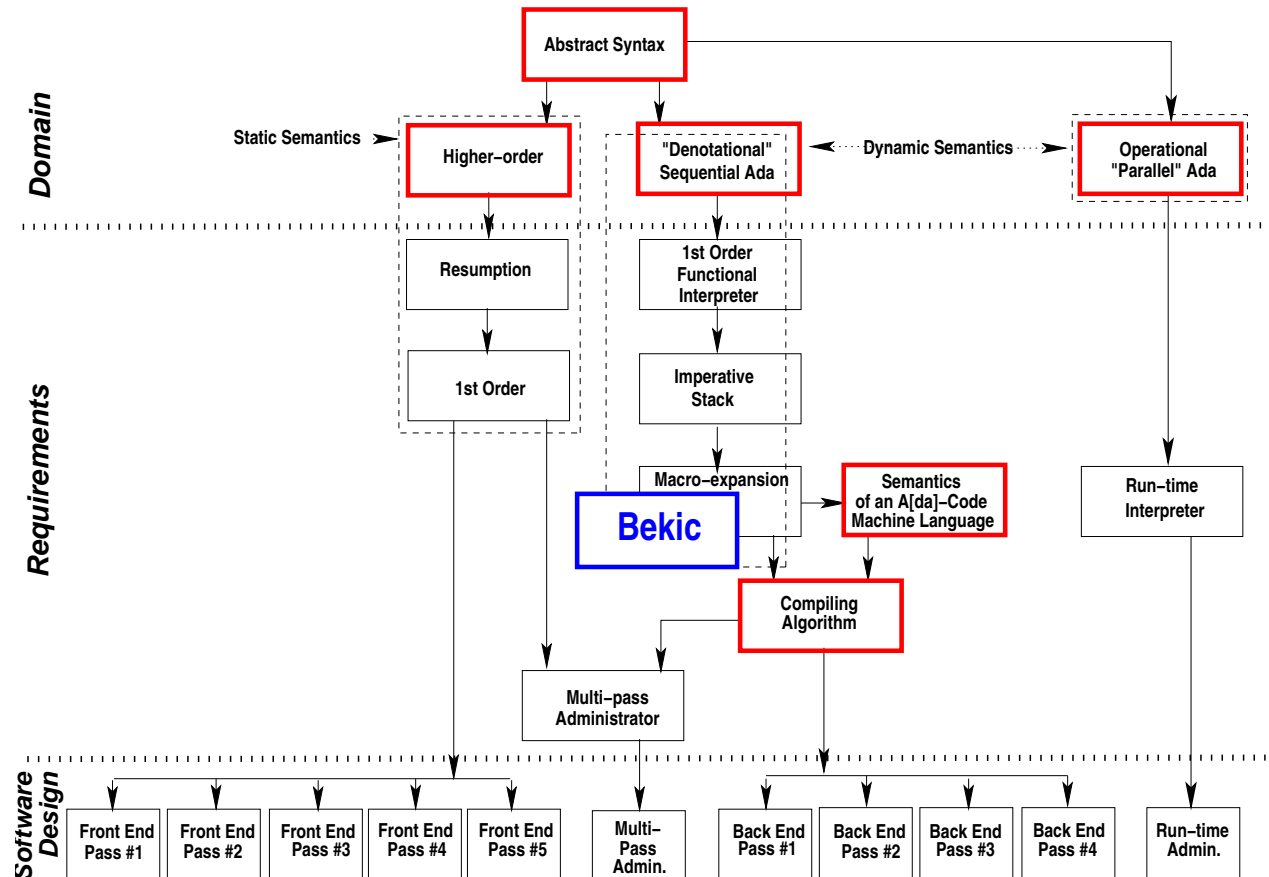 Domain
Requirements
Software
Design
Abstract Syntax
Static Semantics
Higher−order
"Denotational"
Sequential Ada
Dynamic Semantics
Operational
"Parallel" Ada
Resumption
1st Order
Functional
Interpreter
1st Order
Imperative
Stack
Macro−expansion
Bekic
Semantics
of an A[da]−Code
Machine Language
Run−time
Interpreter
Compiling
Algorithm
Multi−pass
Administrator
Front End
Pass #1
Front End
Pass #2
Front End
Pass #3
Front End
Pass #4
Front End
Pass #5
Multi−
Pass
Admin.
Back End
Pass #1
Back End
Pass #2
Back End
Pass #3
Back End
Pass #4
Run−time
Admin.